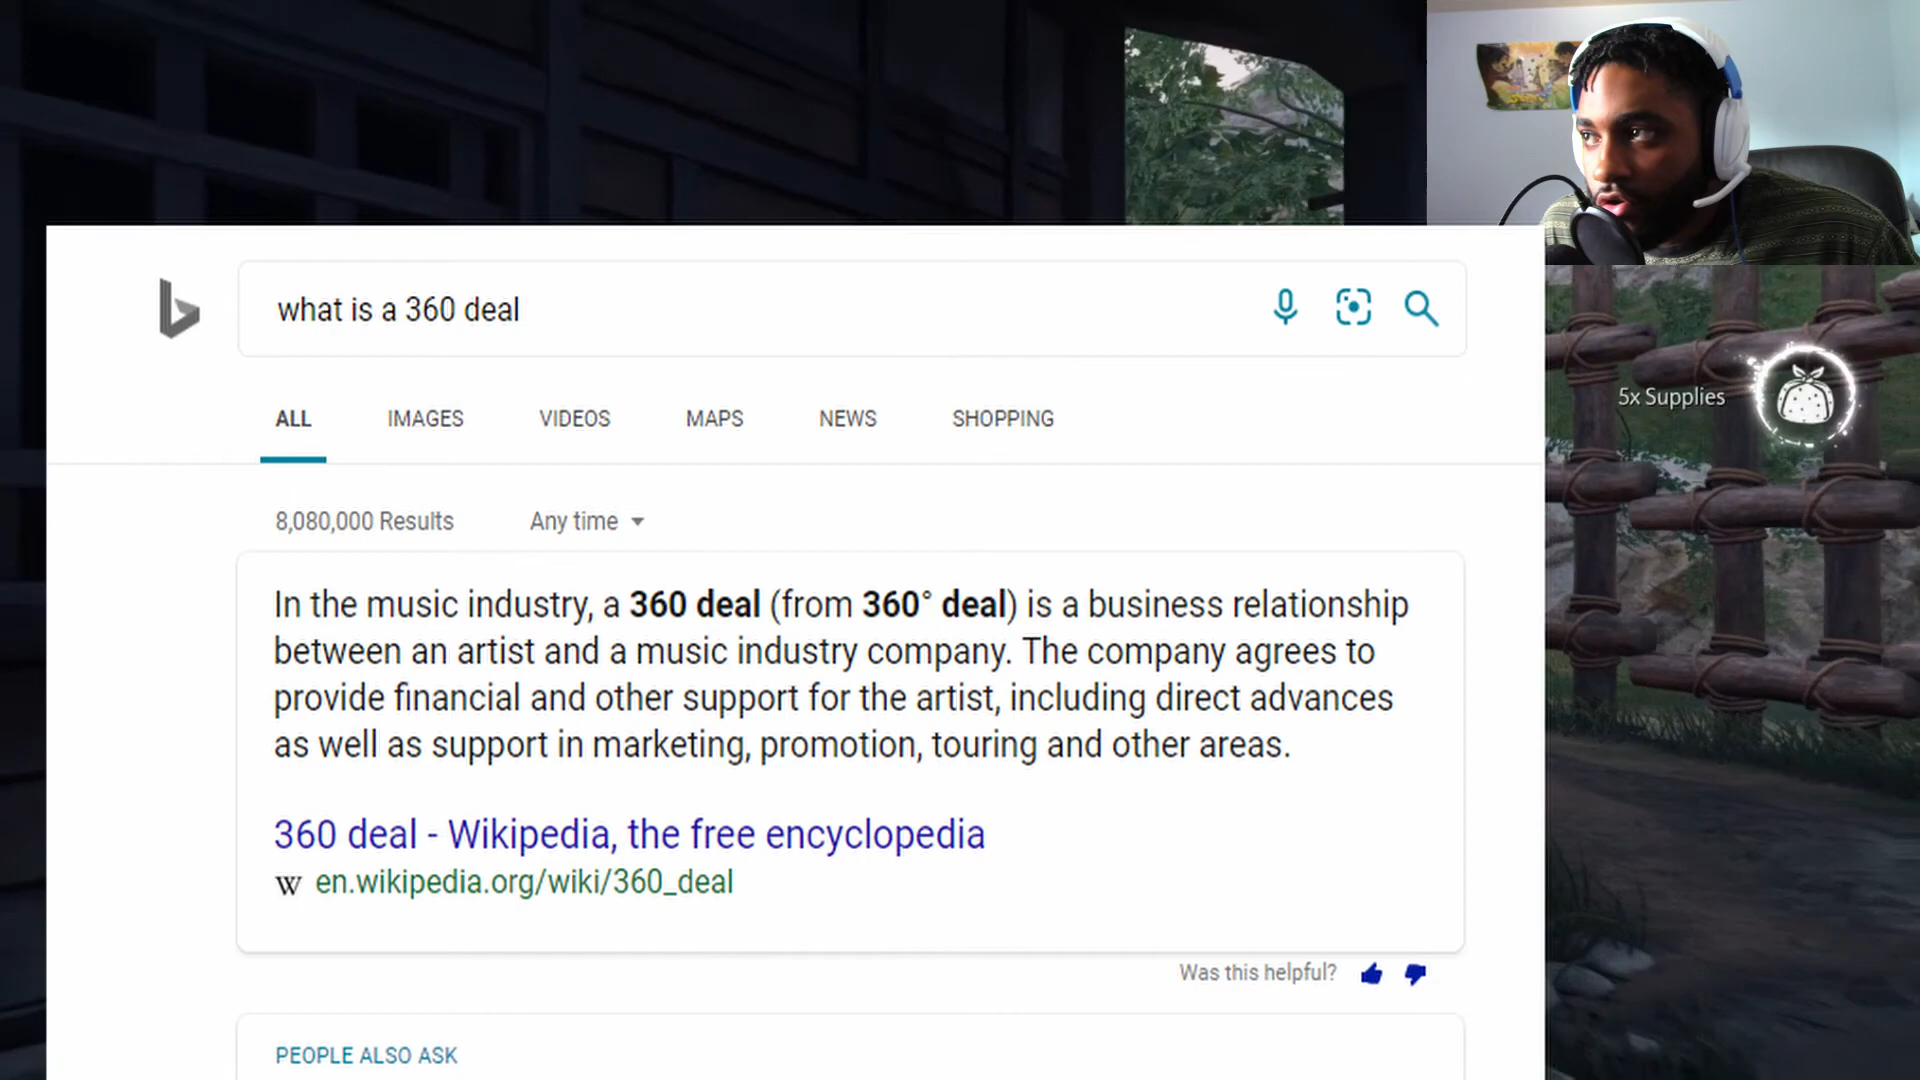 what is a 360 deal
ALL IMAGES VIDEOS MAPS NEWS SHOPPING
5x Supplies
8,080,000 Results Any time
In the music industry, a 360 deal (from 360° deal) is a business relationship
between an artist and a music industry company. The company agrees to
provide financial and other support for the artist, including direct advances
as well as support in marketing, promotion, touring and other areas.
360 deal - Wikipedia, the free encyclopedia
W en.wikipedia.org/wiki/360_deal
Was this helpful?
PEOPLE ALSO ASK